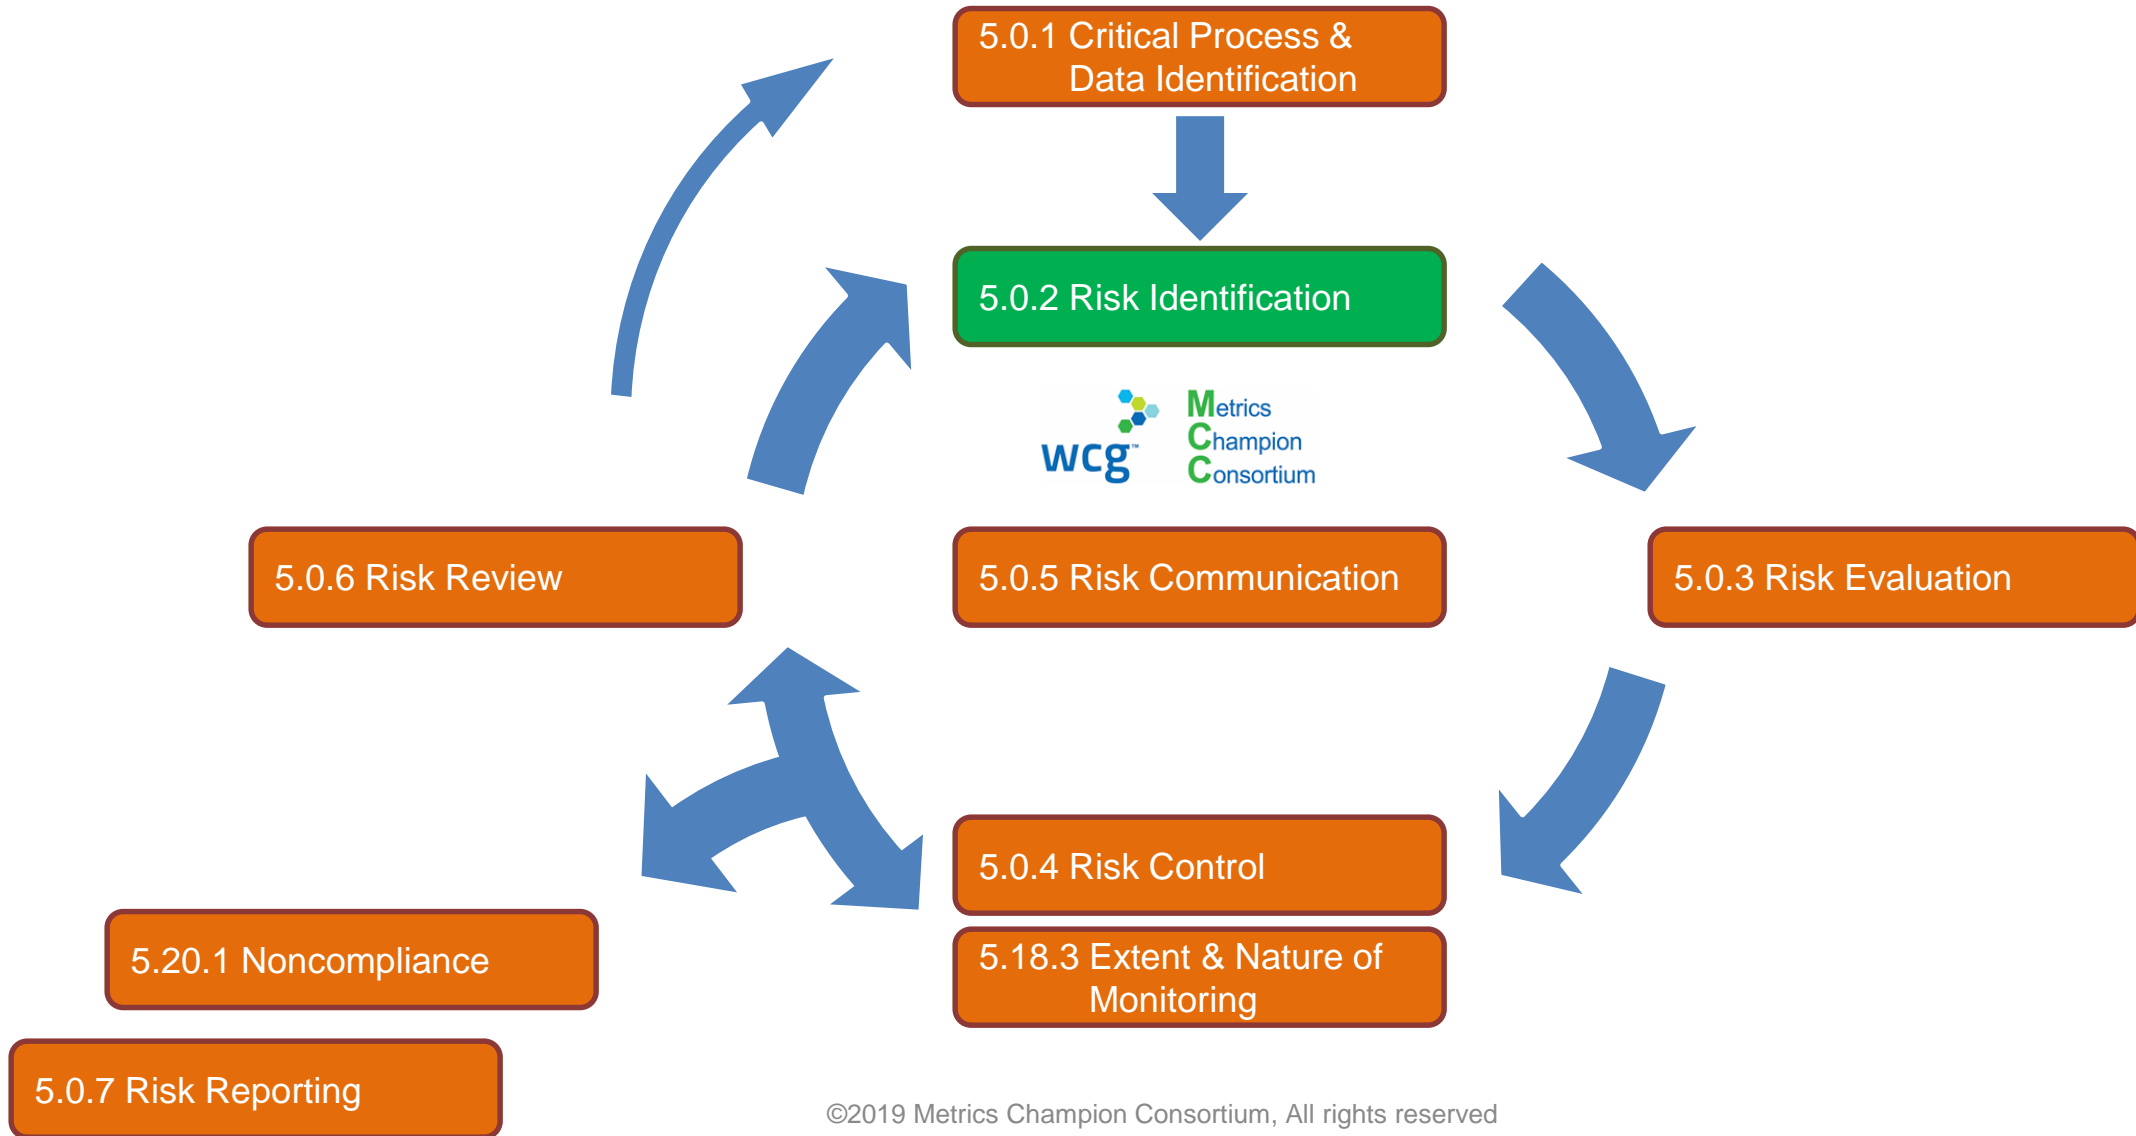 5.0.1 Critical Process &
Data Identification
5.0.2 Risk Identification
wcg™
Metrics
Champion
Consortium
5.0.6 Risk Review
5.0.5 Risk Communication
5.0.3 Risk Evaluation
5.0.4 Risk Control
5.18.3 Extent & Nature of
Monitoring
5.20.1 Noncompliance
5.0.7 Risk Reporting
©2019 Metrics Champion Consortium, All rights reserved